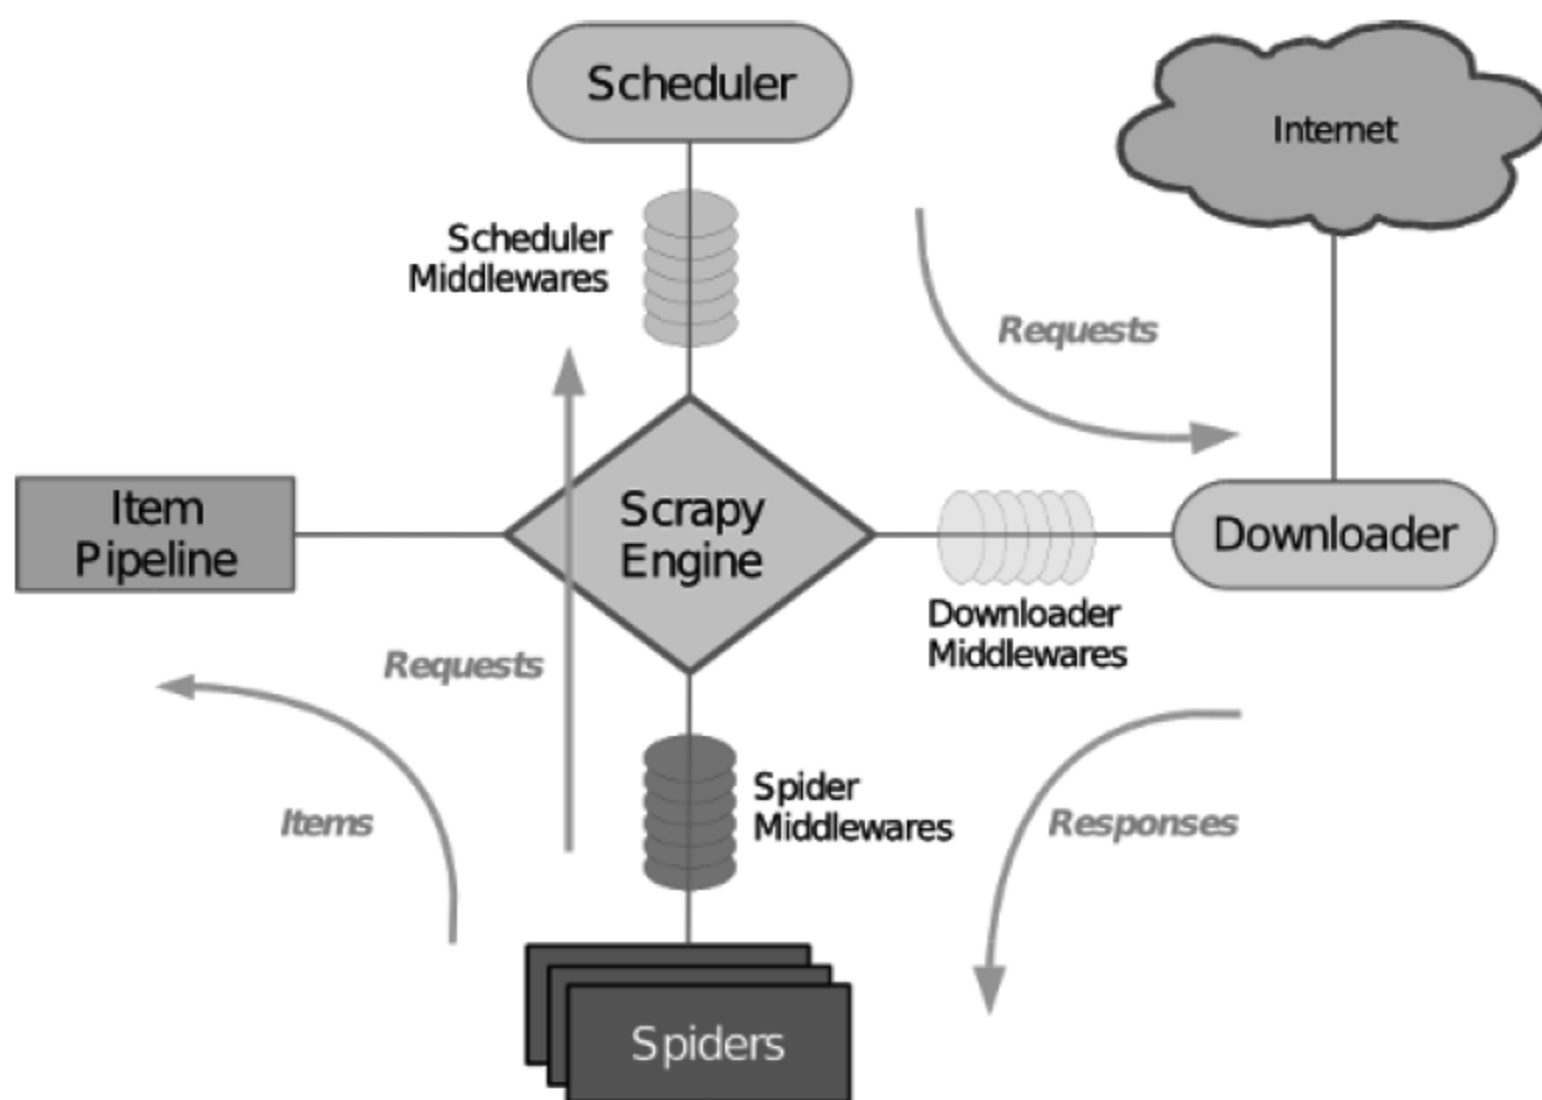 Scheduler
Internet
Scheduler
Middlewares
Requests
Item
Pipeline
Scrapy
Engine
Downloader
Downloader
Middlewares
Requests
Items
Spider
Middlewares
Responses
Spiders